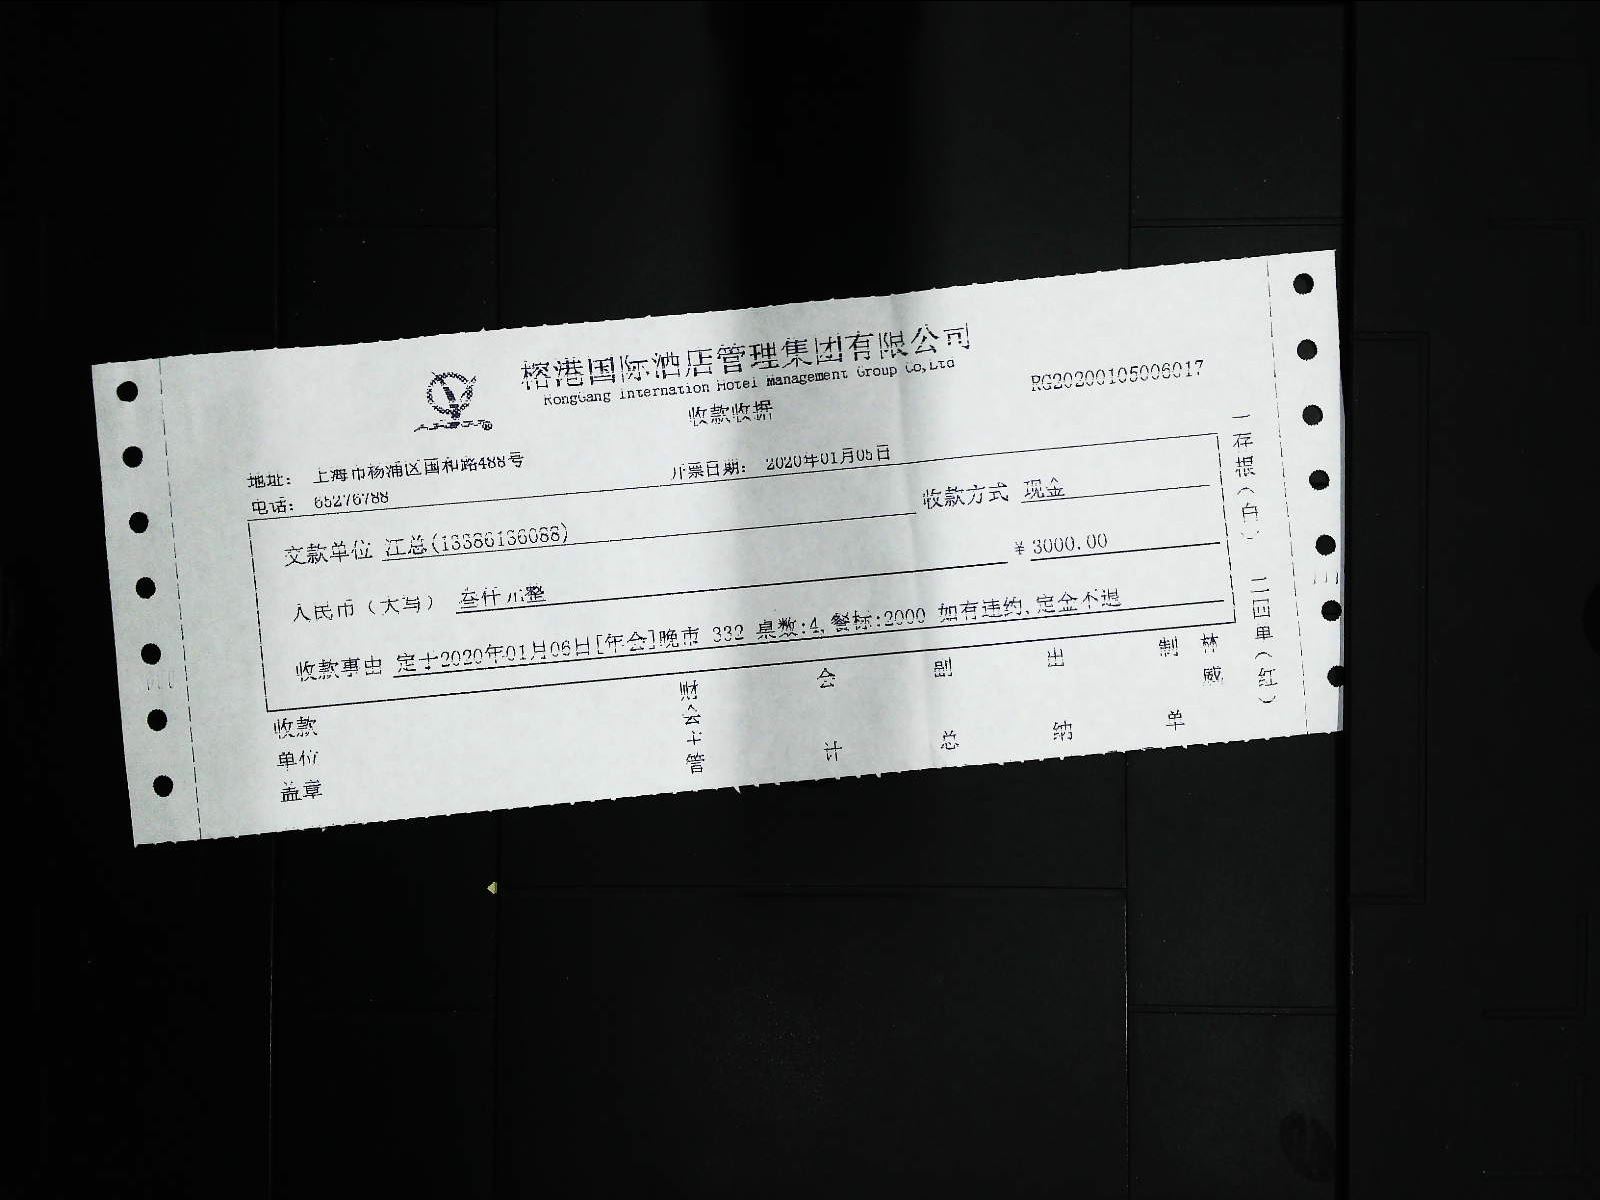 榕港国际酒店管理集团有限公司
RongGang Internation Hotel Management Group Co,Ltd
RG20200105006017
收款收据
地址： 上海市杨浦区国和路488号
开票日期： 2020年01月05日
电话： 65276788
交款单位 江总(13386136088)
收款方式 现金
人民币（大写） 叁仟元整
￥3000.00
收款事由 定于2020年01月06日[年会]晚市 332 桌数:4,餐标:2000 如有违约,定金不退
收款单位盖章
财会主管
会计
副总
出纳
制单
林威
一存根（白） 二回单（红）